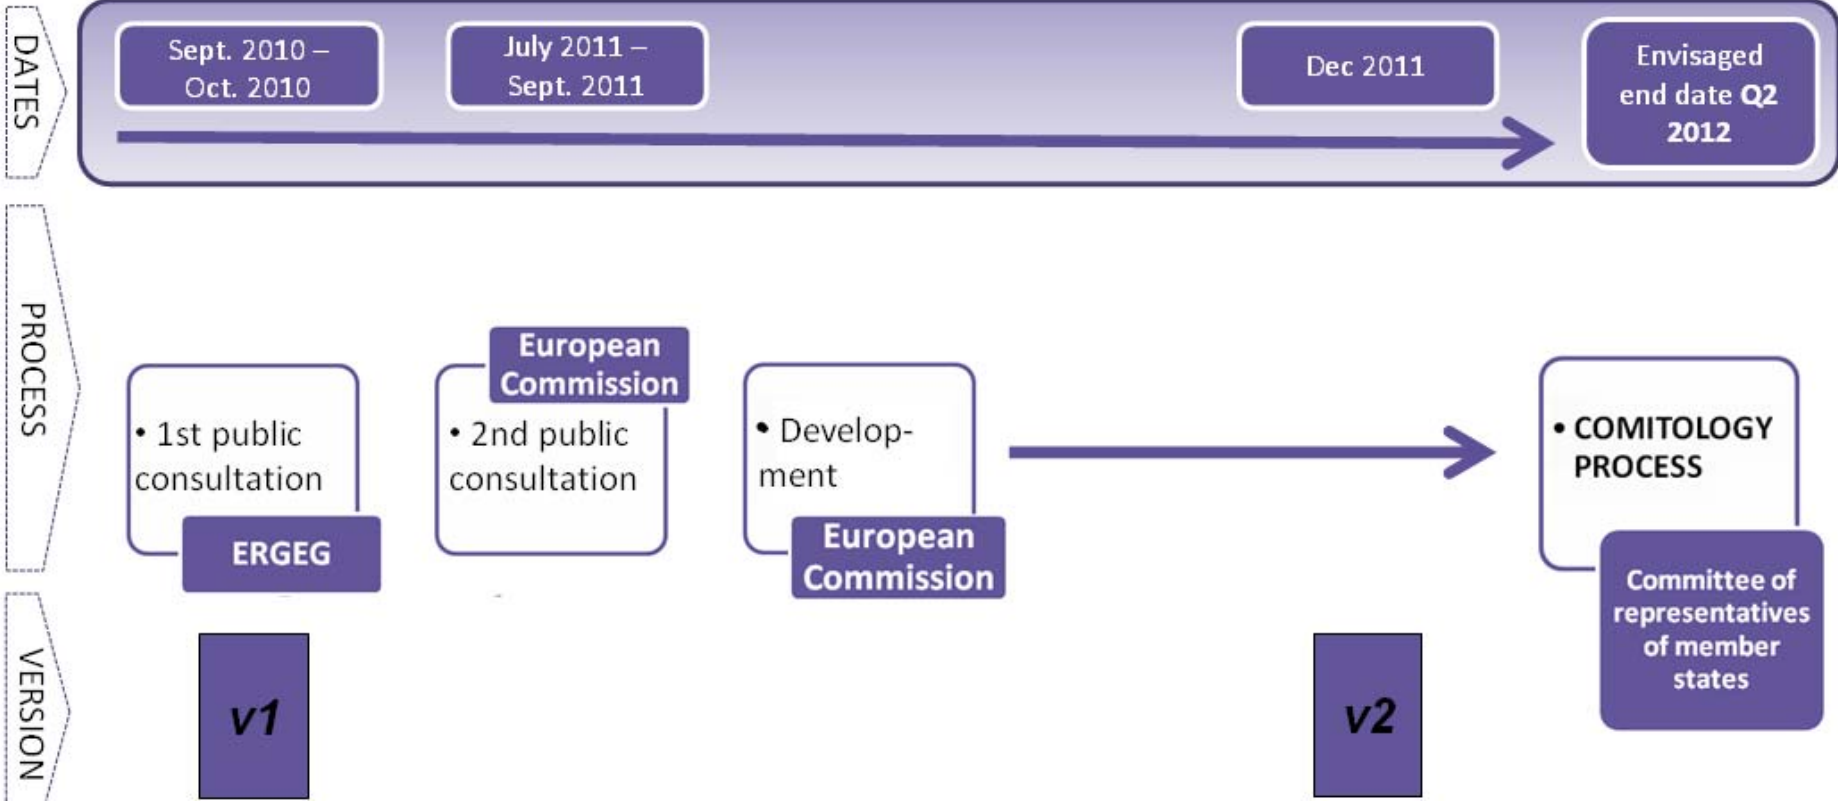 DATES
Sept. 2010 –
Oct. 2010
July 2011 –
Sept. 2011
Dec 2011
Envisaged
end date Q2
2012
PROCESS
• 1st public
consultation
ERGEG
European
Commission
• 2nd public
consultation
• Develop-
ment
European
Commission
• COMITOLOGY
PROCESS
Committee of
representatives
of member
states
VERSION
v1
v2